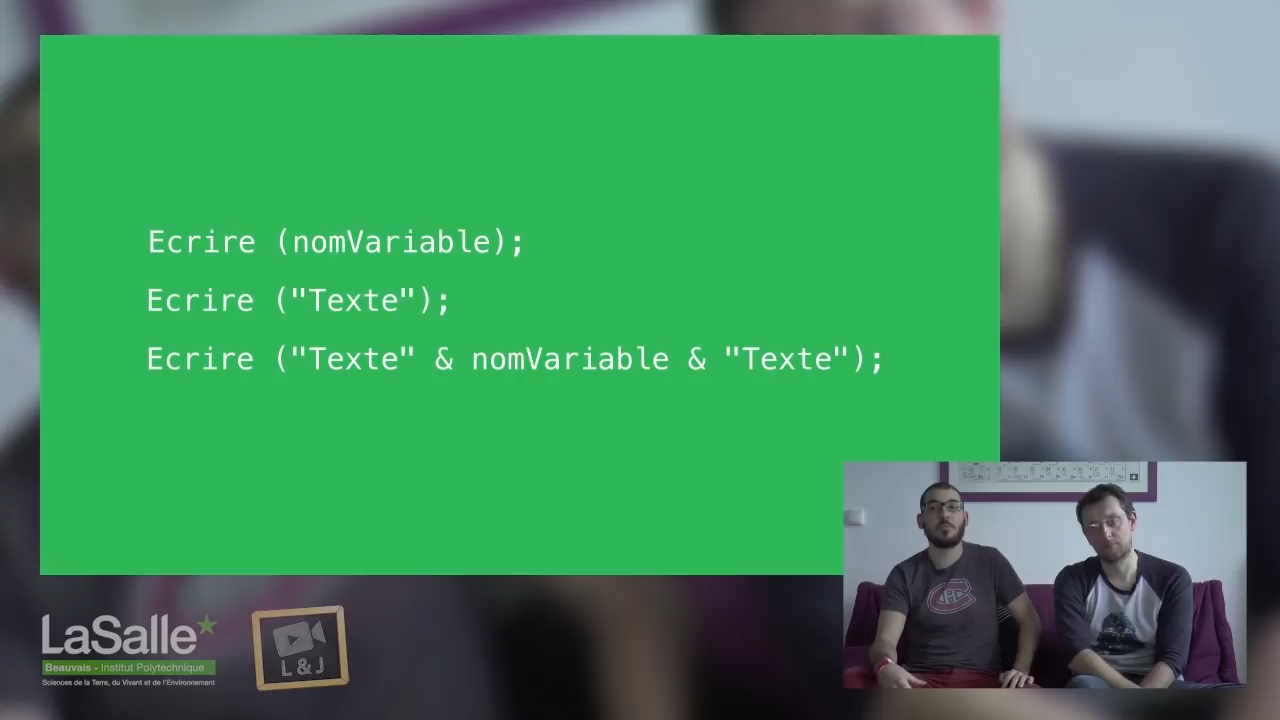 Ecrire (nomVariable);
Ecrire ("Texte");
Ecrire ("Texte" & nomVariable & "Texte");
LaSalle
Beauvais • Institut Polytechnique
Sciences de la Terre, du Vivant et de l'Environnement
L & J